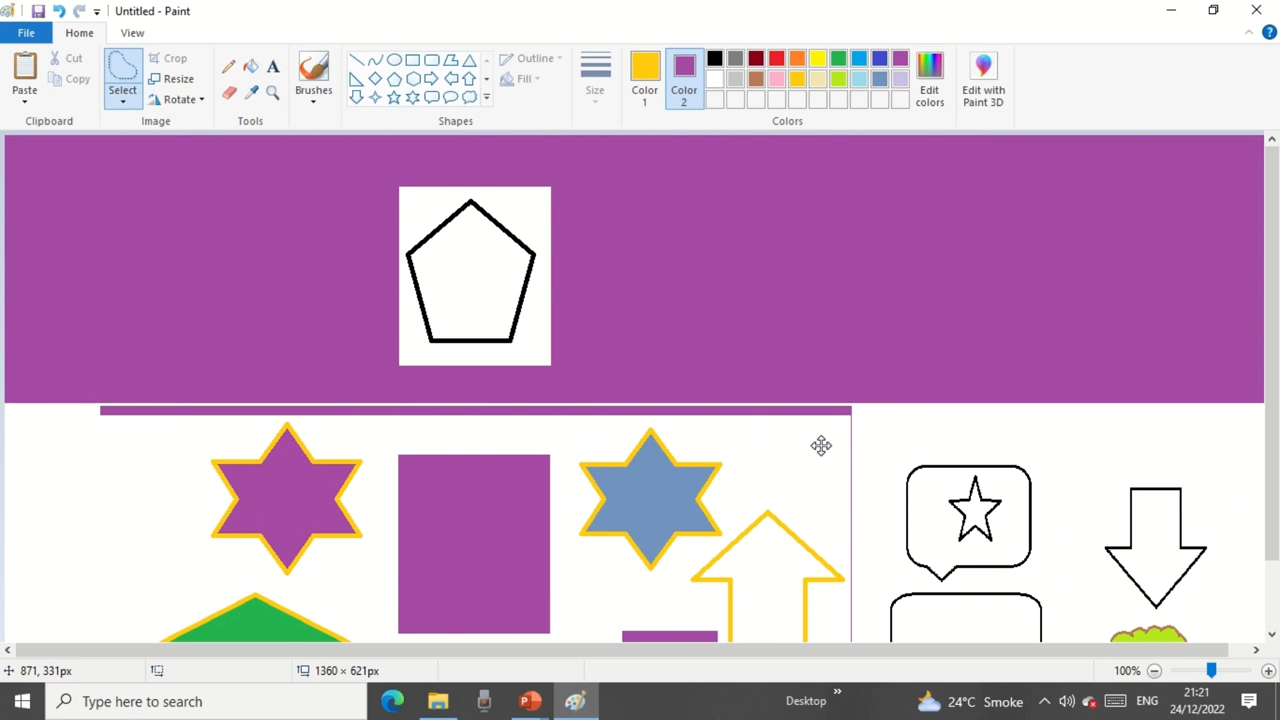 Untitled - Paint
File Home View
Paste Cut Copy Clipboard
Select Crop Resize Rotate Image
A Tools
Brushes
Outline Fill Shapes
Size
Color 1 Color 2 Edit colors Colors
Edit with Paint 3D
871, 331px 1360 × 621px 100%
Type here to search Desktop 24°C Smoke ENG 21:21 24/12/2022